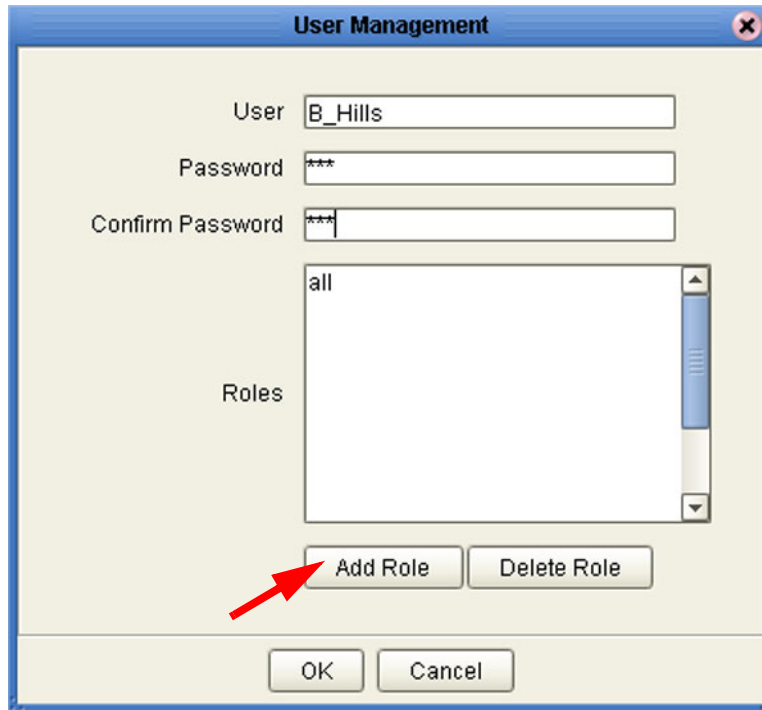 User Management
User B_Hills
Password ***
Confirm Password ***
all
Roles
Add Role Delete Role
OK Cancel